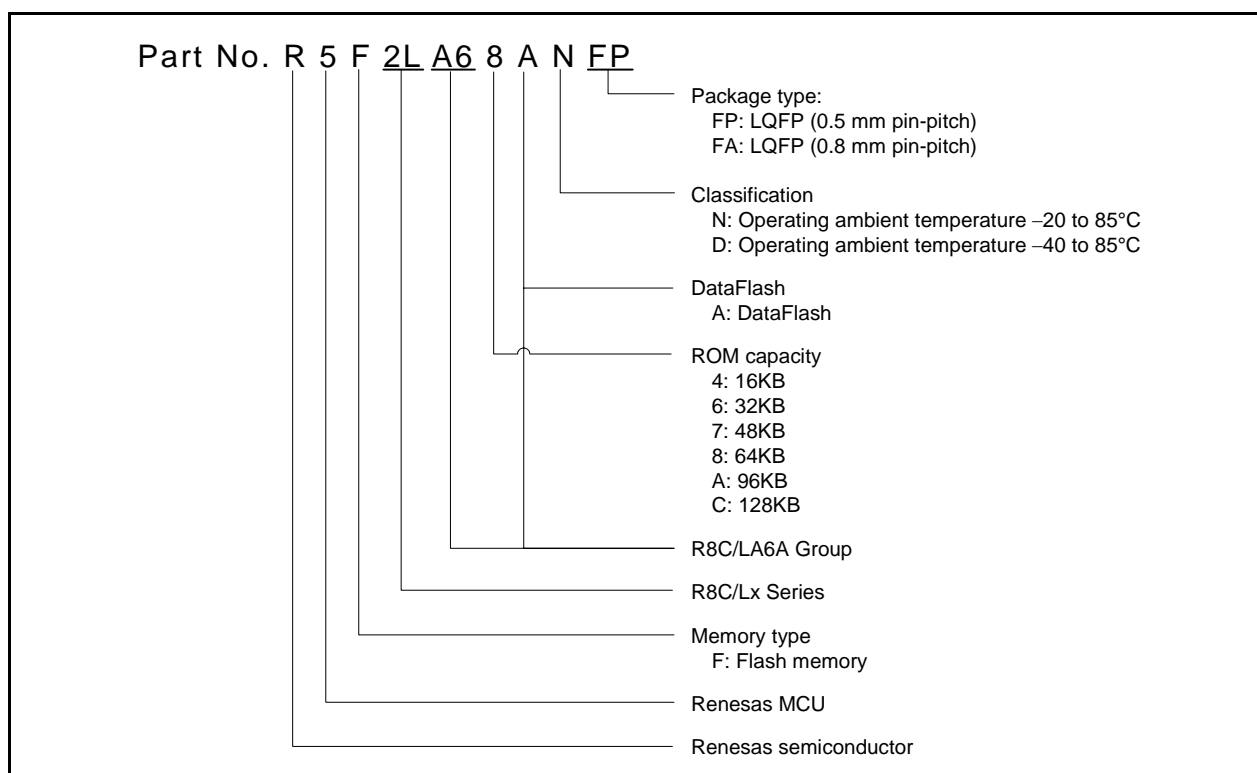 Part No. R 5 F 2L A6 8 A N FP
Package type:
FP: LQFP (0.5 mm pin-pitch)
FA: LQFP (0.8 mm pin-pitch)
Classification
N: Operating ambient temperature –20 to 85°C
D: Operating ambient temperature –40 to 85°C
DataFlash
A: DataFlash
ROM capacity
4: 16KB
6: 32KB
7: 48KB
8: 64KB
A: 96KB
C: 128KB
R8C/LA6A Group
R8C/Lx Series
Memory type
F: Flash memory
Renesas MCU
Renesas semiconductor